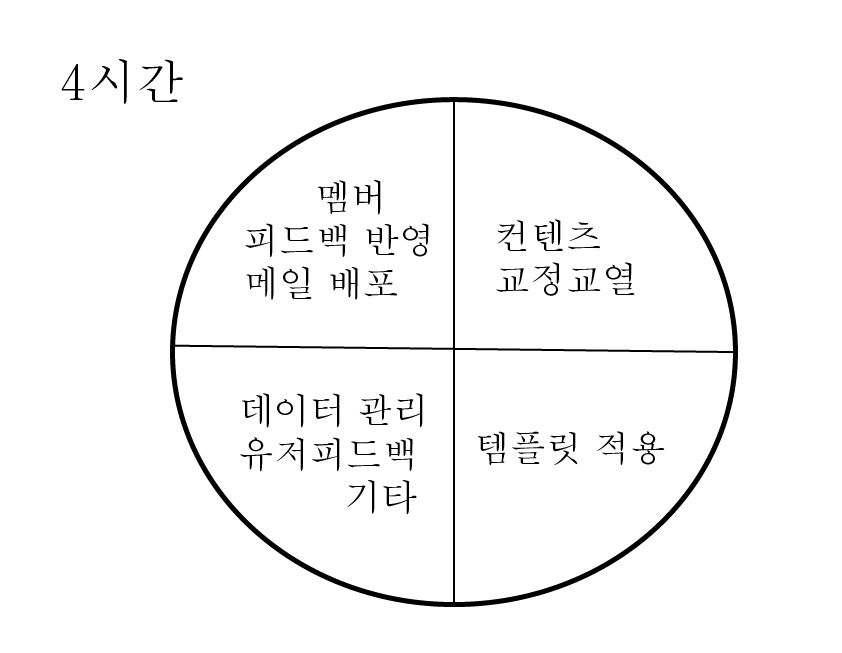 4시간
멤버
피드백 반영
메일 배포
컨텐츠
교정교열
데이터 관리
유저피드백
기타
템플릿 적용